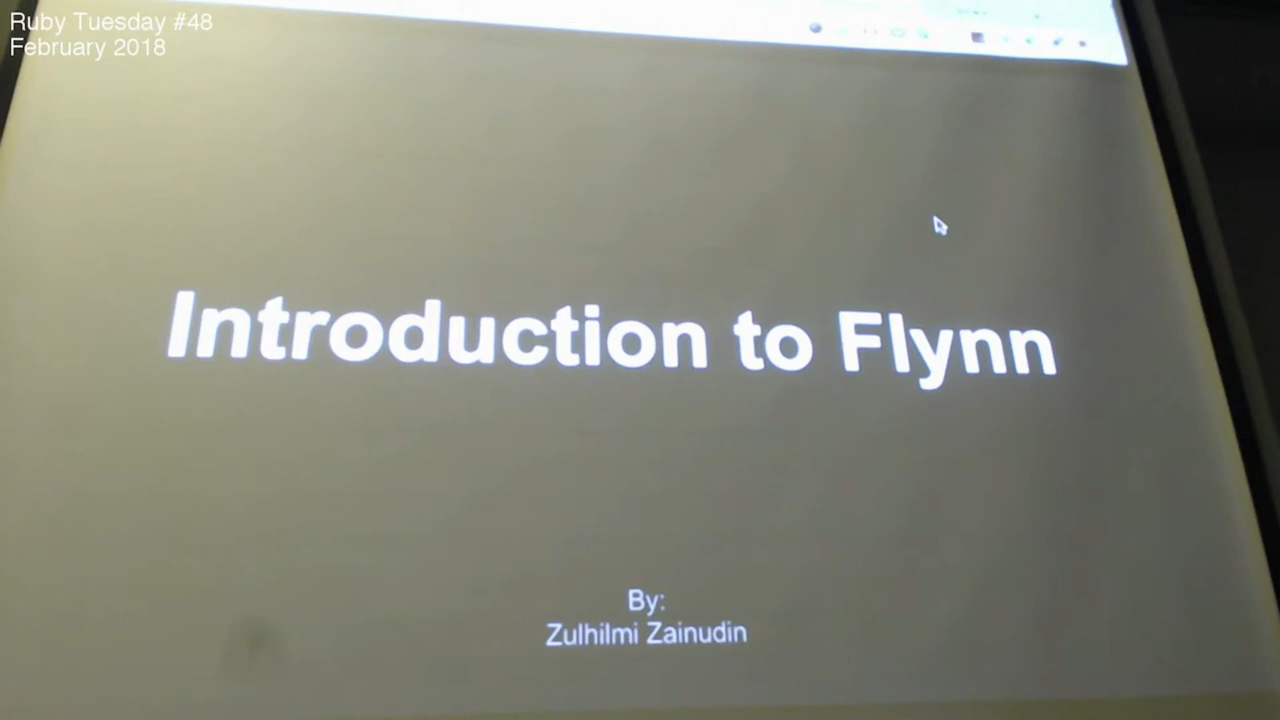 Ruby Tuesday #48
February 2018
Introduction to Flynn
By:
Zulhilmi Zainudin